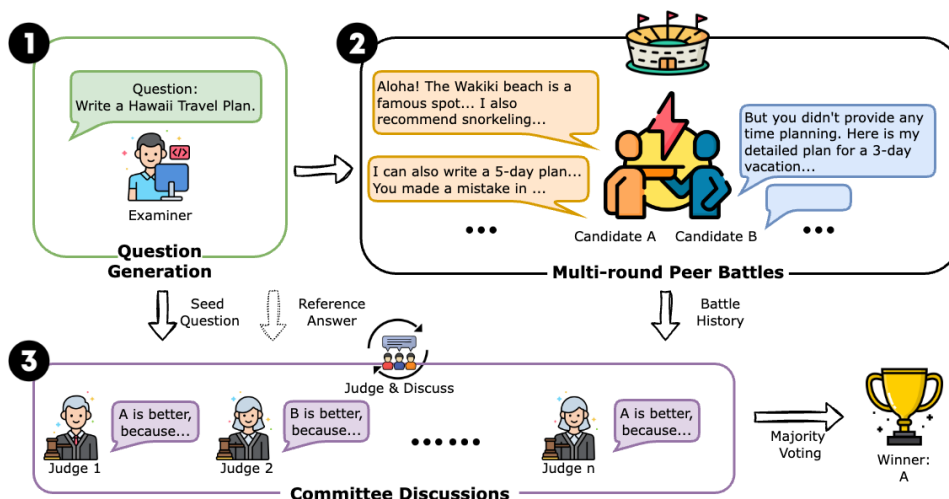 1
Question:
Write a Hawaii Travel Plan.
</>
Examiner
Question
Generation
2
Aloha! The Wakiki beach is a
famous spot... I also
recommend snorkeling...
I can also write a 5-day plan...
You made a mistake in ...
But you didn't provide any
time planning. Here is my
detailed plan for a 3-day
vacation...
•••
Candidate A
Candidate B
•••
Multi-round Peer Battles
Seed
Question
Reference
Answer
Battle
History
3
Judge & Discuss
A is better,
because...
Judge 1
B is better,
because...
Judge 2
••••••
A is better,
because...
Judge n
Committee Discussions
Majority
Voting
Winner:
A